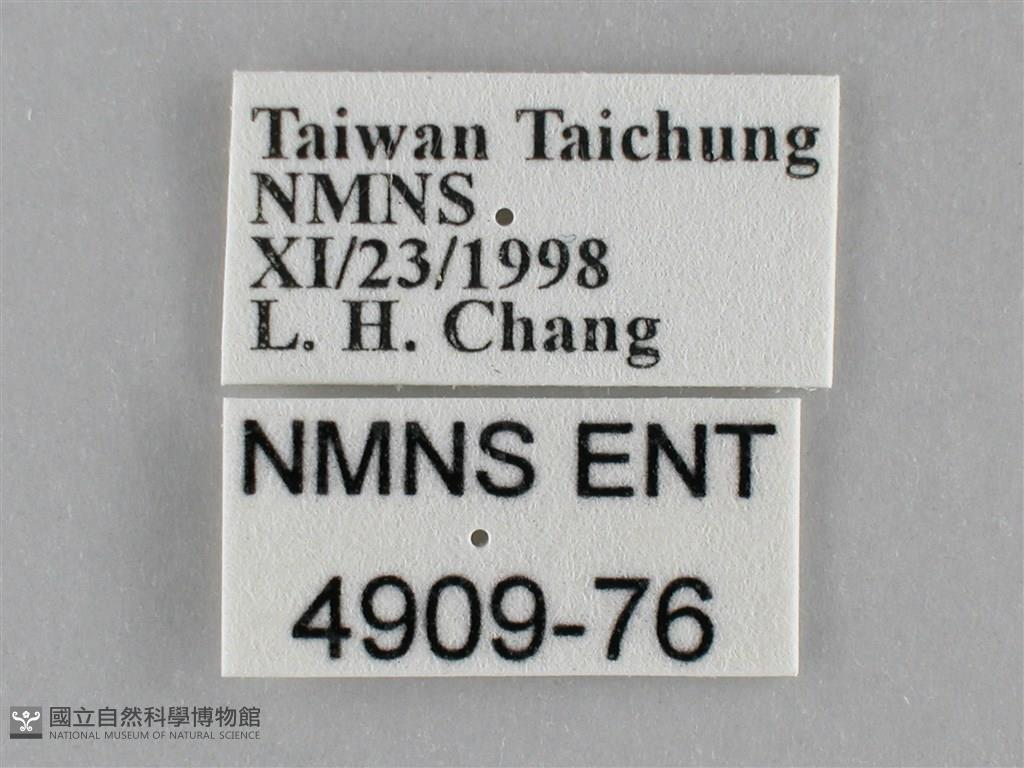 Taiwan Taichung
NMNS
XI/23/1998
L. H. Chang
NMNS ENT
4909-76
國立自然科學博物館
NATIONAL MUSEUM OF NATURAL SCIENCE